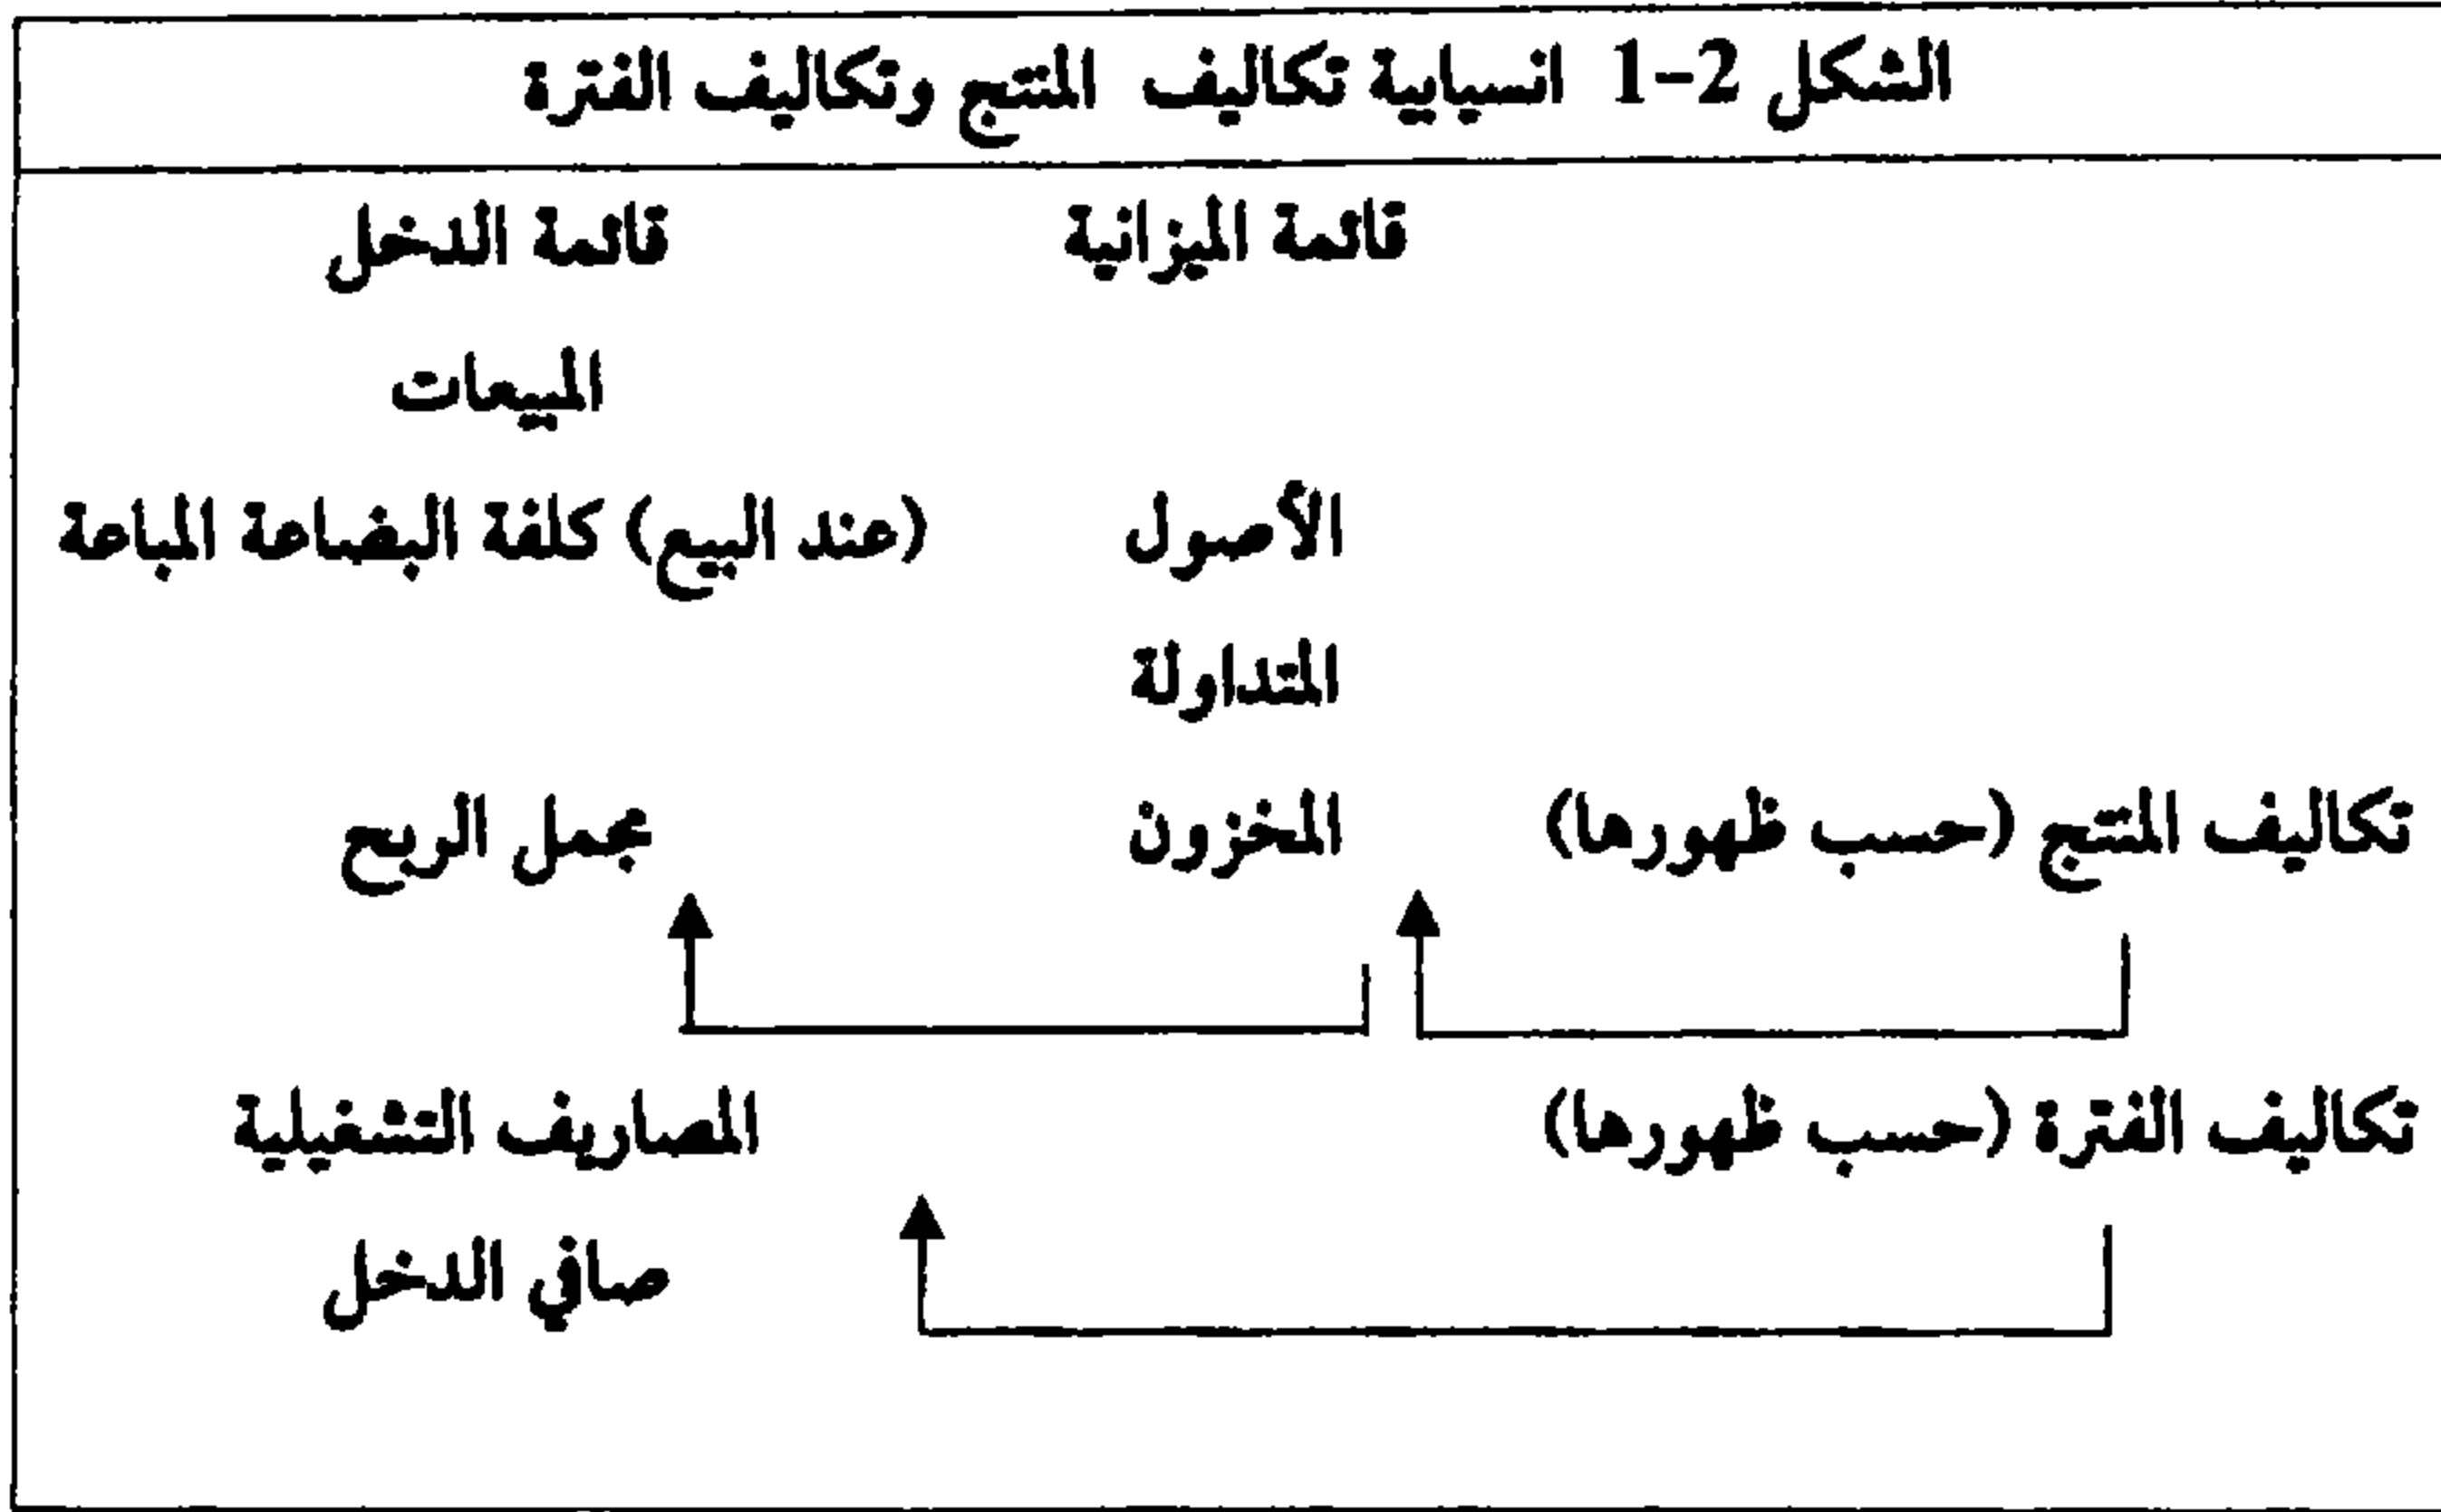 الشكل 2-1 انسيابية تكاليف المنتج وتكاليف الفترة
قائمة الميزانية قائمة الدخل
المبيعات
الأصول (عند البيع) كلفة البضاعة المباعة
المتداولة
تكاليف المنتج (حسب ظهورها) المخزون مجمل الربح
تكاليف الفترة (حسب ظهورها) المصاريف التشغيلية
صافي الدخل